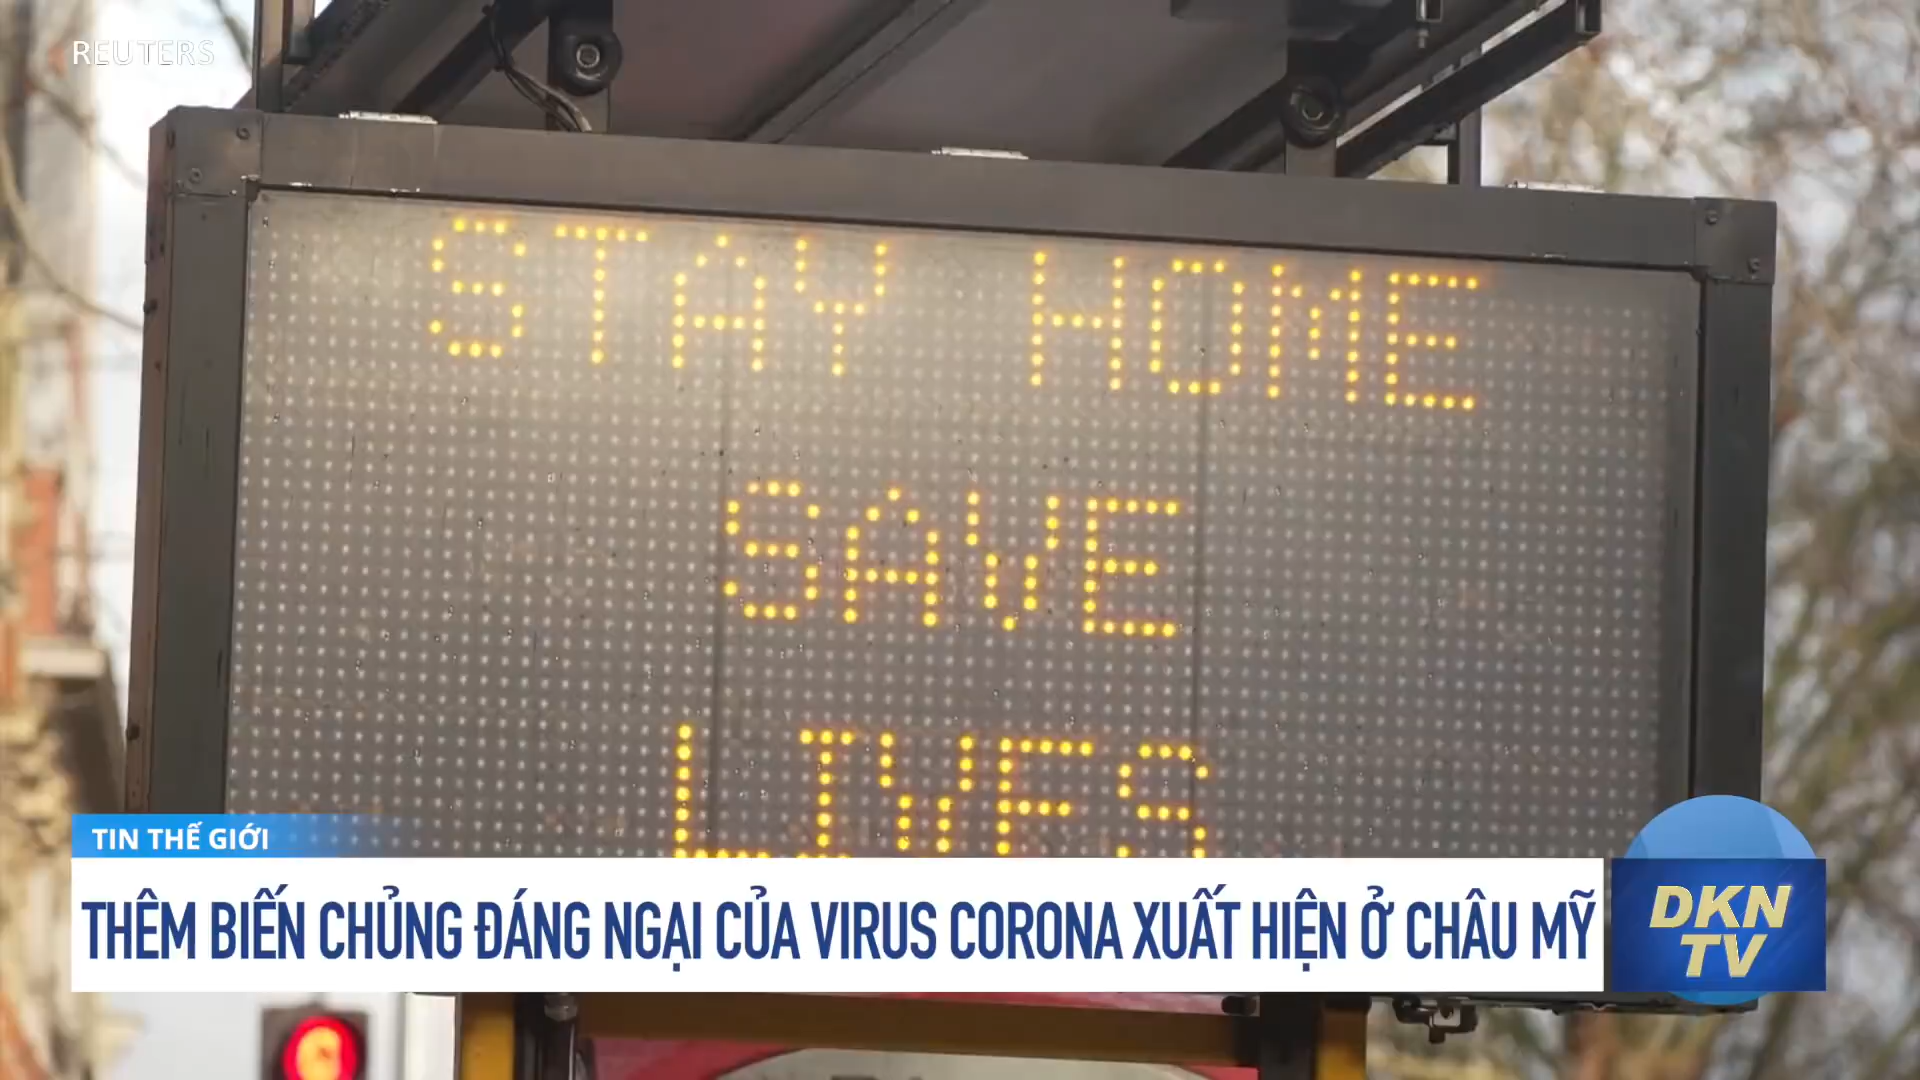 REUTERS
STAY HOME
SAVE
LIVES
TIN THẾ GIỚI
THÊM BIẾN CHỦNG ĐÁNG NGẠI CỦA VIRUS CORONA XUẤT HIỆN Ở CHÂU MỸ
DKN
TV